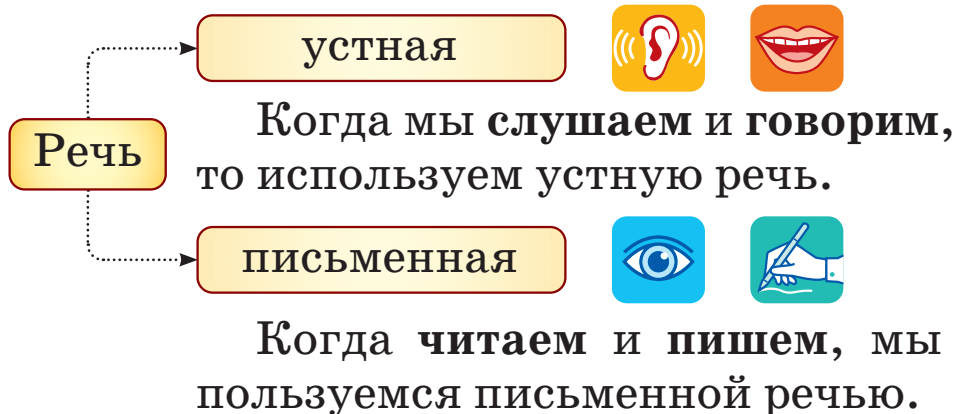 устная
Когда мы слушаем и говорим,
Речь
то используем устную речь.
письменная
Когда читаем и пишем, мы
пользуемся письменной речью.